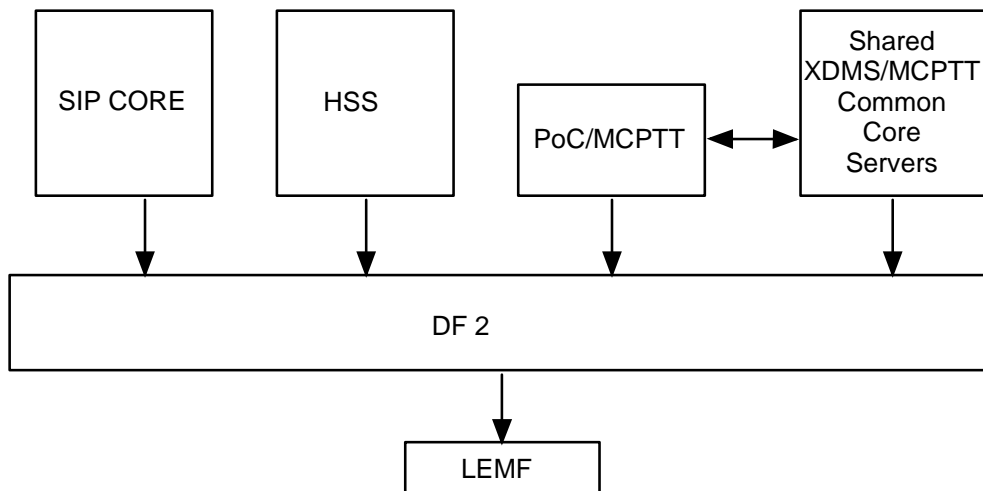 SIP CORE
HSS
PoC/MCPTT
Shared
XDMS/MCPTT
Common
Core
Servers
DF 2
LEMF